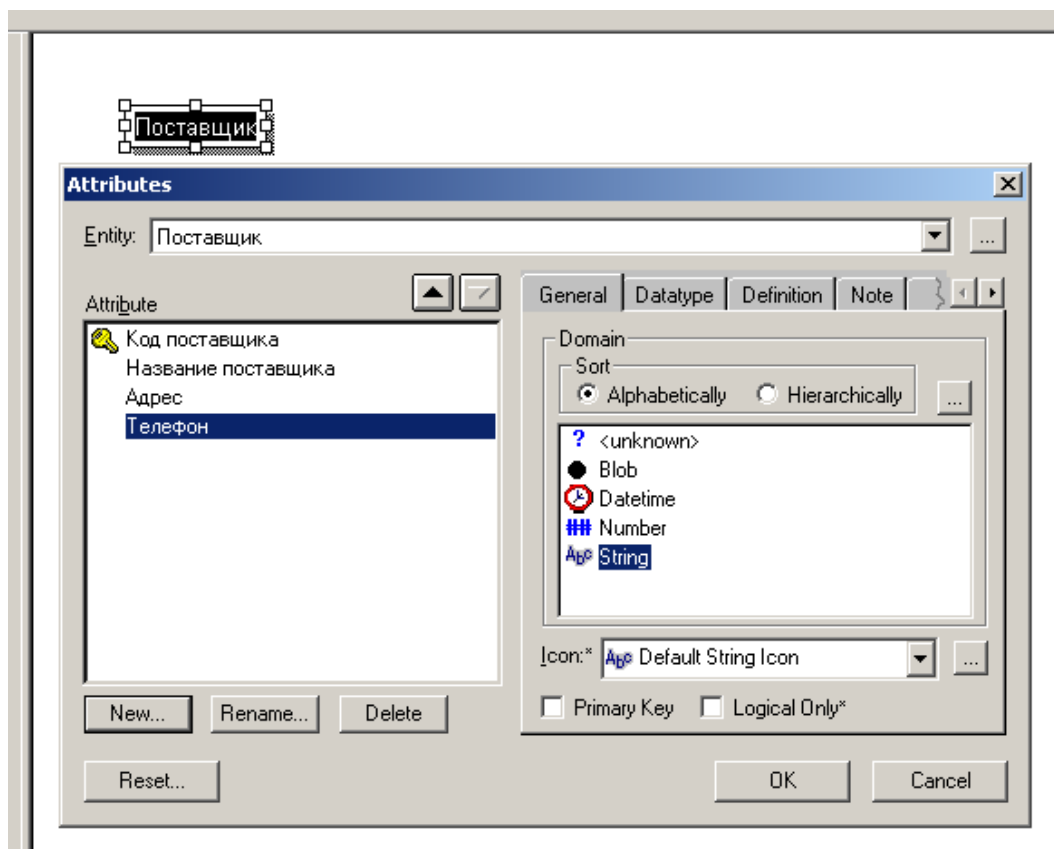 Поставщик
Attributes
Entity: Поставщик ...
Attribute
General Datatype Definition Note
Код поставщика
Название поставщика
Адрес
Телефон
Domain
Sort
Alphabetically Hierarchically ...
? <unknown>
Blob
Datetime
## Number
Abc String
Icon:* Abc Default String Icon ...
Primary Key Logical Only*
New... Rename... Delete
Reset... OK Cancel